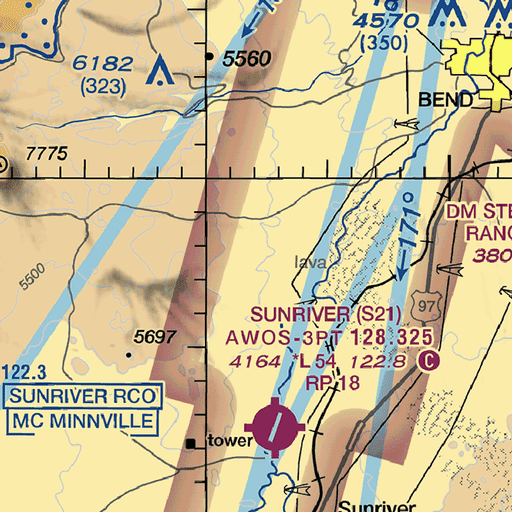 4570
(350)
6182
(323)
5560
BEND
7775
171°
DM STE
RANG
380
lava
5500
97
SUNRIVER (S21)
AWOS-3PT 128.325
4164 *L 54 122.8 C
RP 18
5697
122.3
SUNRIVER RCO
MC MINNVILLE
tower
Sunriver